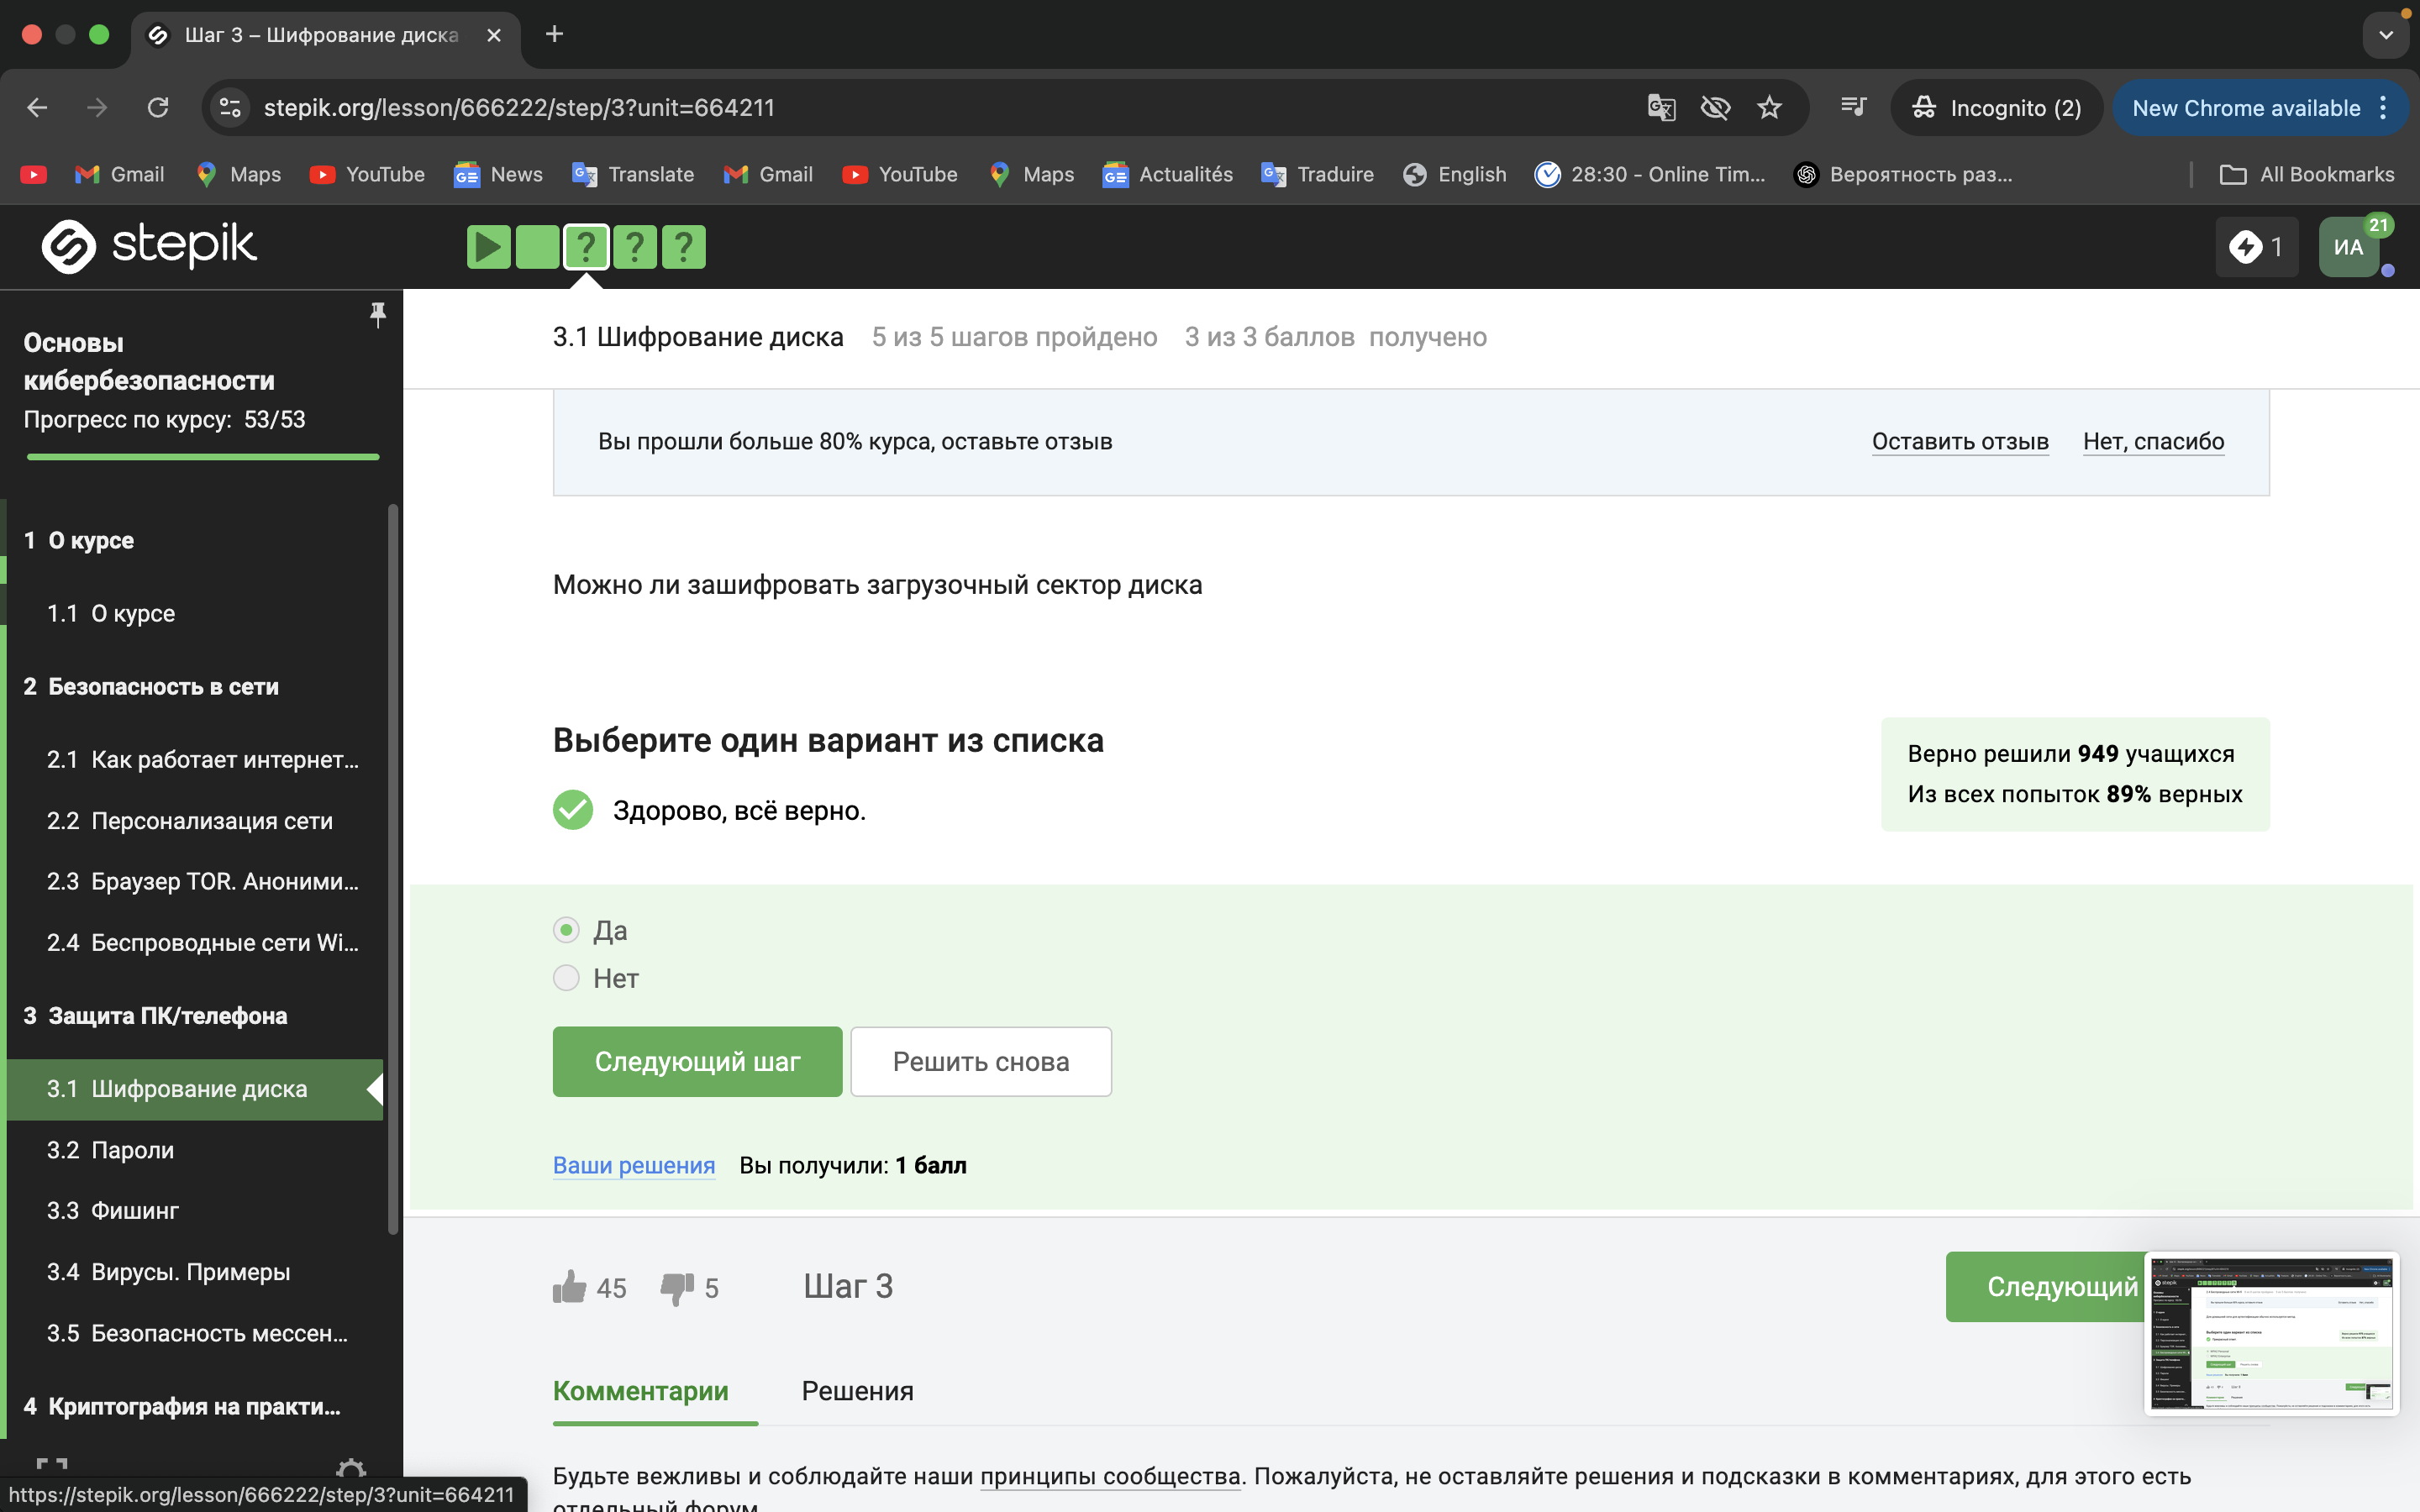 Шаг 3 – Шифрование диска
stepik.org/lesson/666222/step/3?unit=664211
Incognito (2)
New Chrome available
Gmail
Maps
YouTube
News
Translate
Gmail
YouTube
Maps
Actualités
Traduire
English
28:30 - Online Tim...
Вероятность раз...
All Bookmarks
stepik
? ? ?
1
ИА
21
Основы
кибербезопасности
Прогресс по курсу: 53/53
1 О курсе
1.1 О курсе
2 Безопасность в сети
2.1 Как работает интернет...
2.2 Персонализация сети
2.3 Браузер TOR. Аноними...
2.4 Беспроводные сети Wi...
3 Защита ПК/телефона
3.1 Шифрование диска
3.2 Пароли
3.3 Фишинг
3.4 Вирусы. Примеры
3.5 Безопасность мессен...
4 Криптография на практи...
https://stepik.org/lesson/666222/step/3?unit=664211
3.1 Шифрование диска 5 из 5 шагов пройдено 3 из 3 баллов получено
Вы прошли больше 80% курса, оставьте отзыв
Оставить отзыв
Нет, спасибо
Можно ли зашифровать загрузочный сектор диска
Выберите один вариант из списка
Здорово, всё верно.
Верно решили 949 учащихся
Из всех попыток 89% верных
Да
Нет
Следующий шаг
Решить снова
Ваши решения Вы получили: 1 балл
45
5
Шаг 3
Следующий
Комментарии
Решения
Будьте вежливы и соблюдайте наши принципы сообщества. Пожалуйста, не оставляйте решения и подсказки в комментариях, для этого есть
отдельный форум